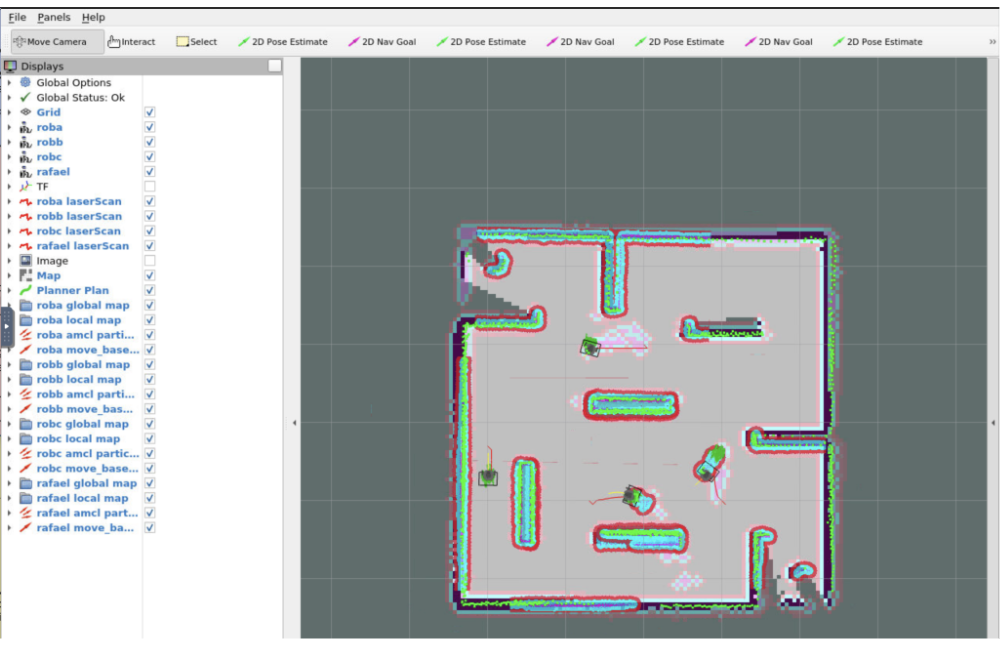 File Panels Help
Move Camera Interact Select 2D Pose Estimate 2D Nav Goal 2D Pose Estimate 2D Nav Goal 2D Pose Estimate 2D Nav Goal 2D Pose Estimate »
Displays
Global Options
Global Status: Ok
Grid
roba
robb
robc
rafael
TF
roba laserScan
robb laserScan
robc laserScan
rafael laserScan
Image
Map
Planner Plan
roba global map
roba local map
roba amcl parti...
roba move_base...
robb global map
robb local map
robb amcl parti...
robb move_bas...
robc global map
robc local map
robc amcl partic...
robc move_base...
rafael global map
rafael local map
rafael amcl part...
rafael move_ba...